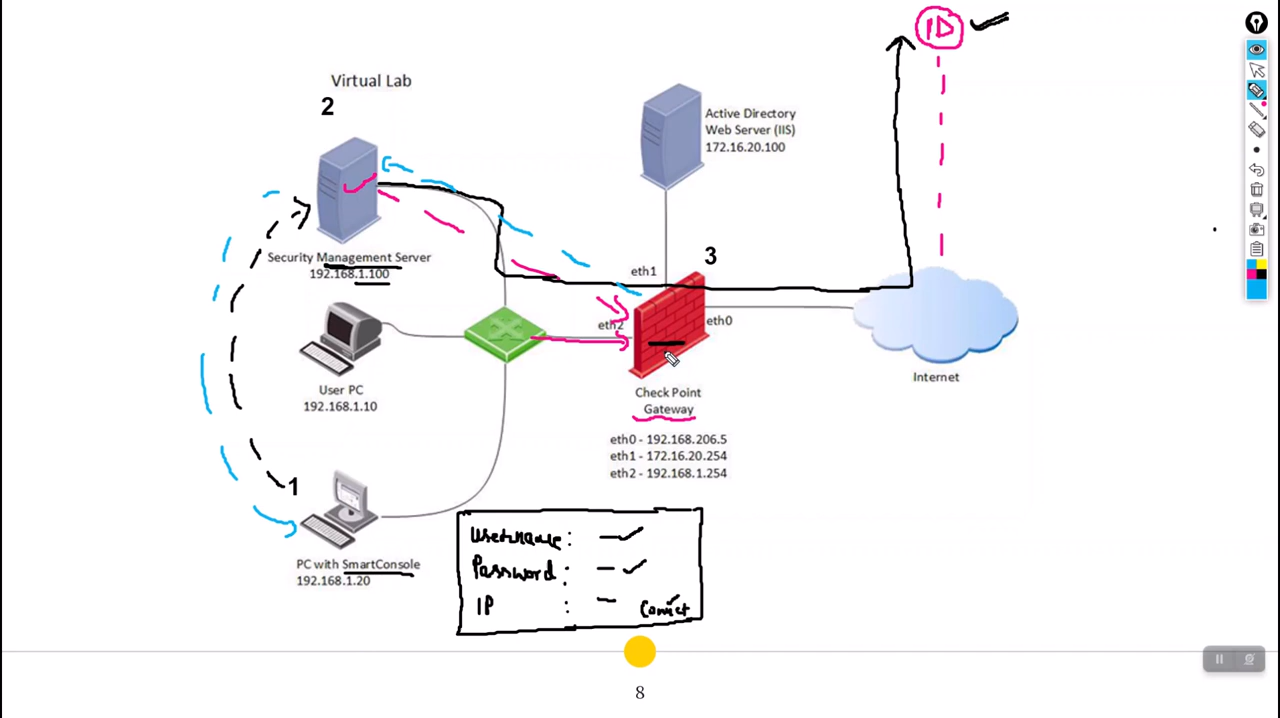 ID
Virtual Lab
2
Active Directory
Web Server (IIS)
172.16.20.100
Security Management Server
192.168.1.100
3
eth1
eth2
eth0
User PC
192.168.1.10
Internet
Check Point
Gateway
eth0 - 192.168.206.5
eth1 - 172.16.20.254
eth2 - 192.168.1.254
1
PC with SmartConsole
192.168.1.20
Username :
Password :
IP :
8